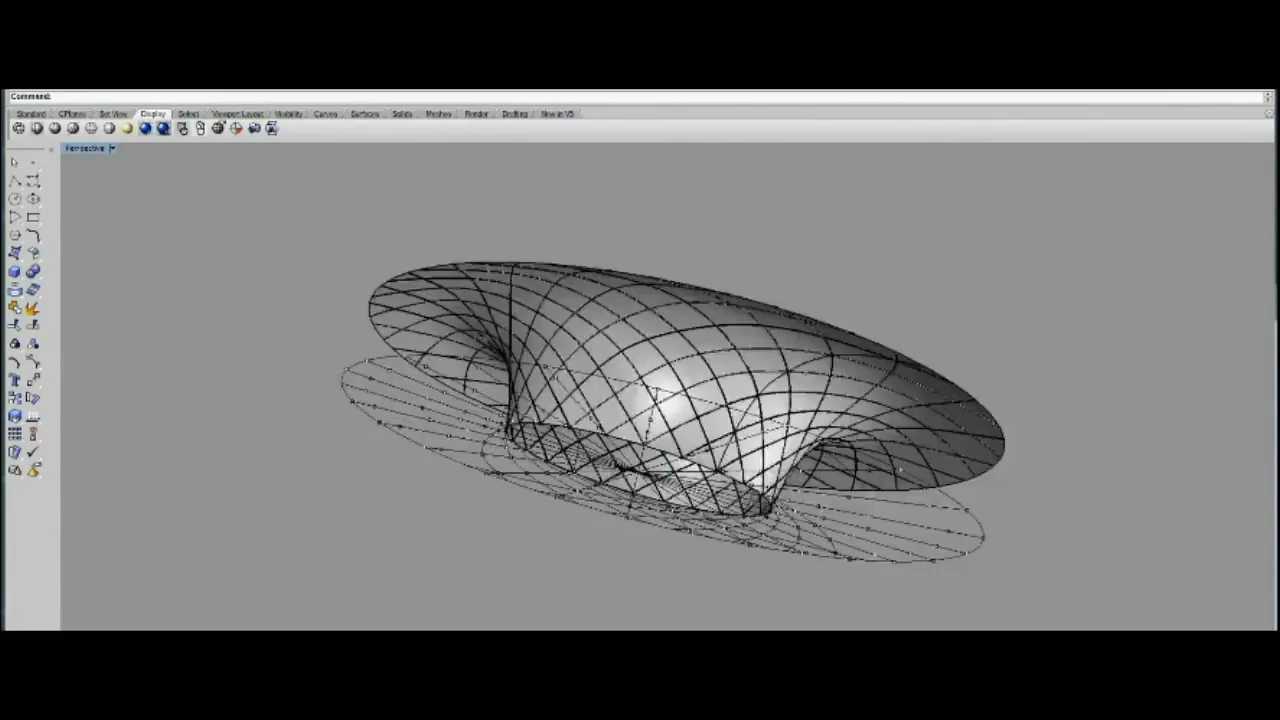 Command:
Standard CPlanes Set View Display Select Viewport Layout Visibility Curves Surfaces Solids Meshes Render Drafting New in V5
Perspective